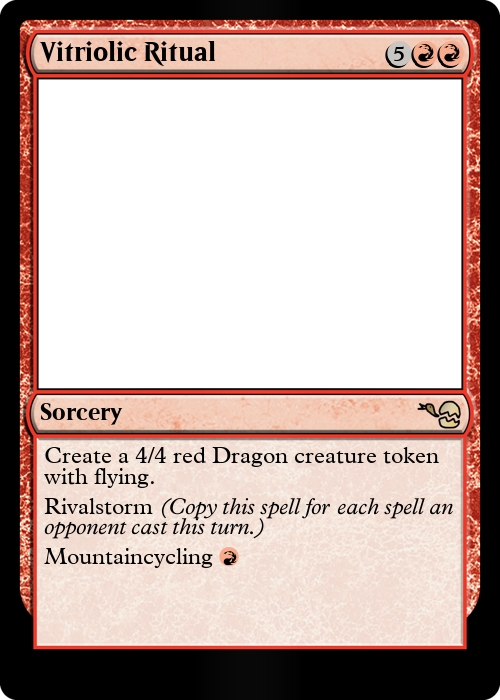 Vitriolic Ritual 5
Sorcery
Create a 4/4 red Dragon creature token
with flying.
Rivalstorm (Copy this spell for each spell an
opponent cast this turn.)
Mountaincycling